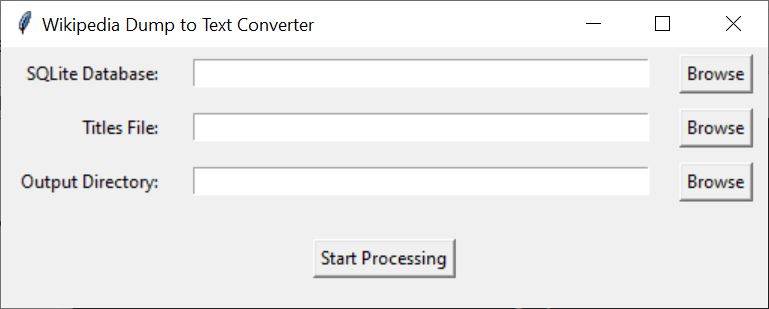 Wikipedia Dump to Text Converter
SQLite Database: Browse
Titles File: Browse
Output Directory: Browse
Start Processing